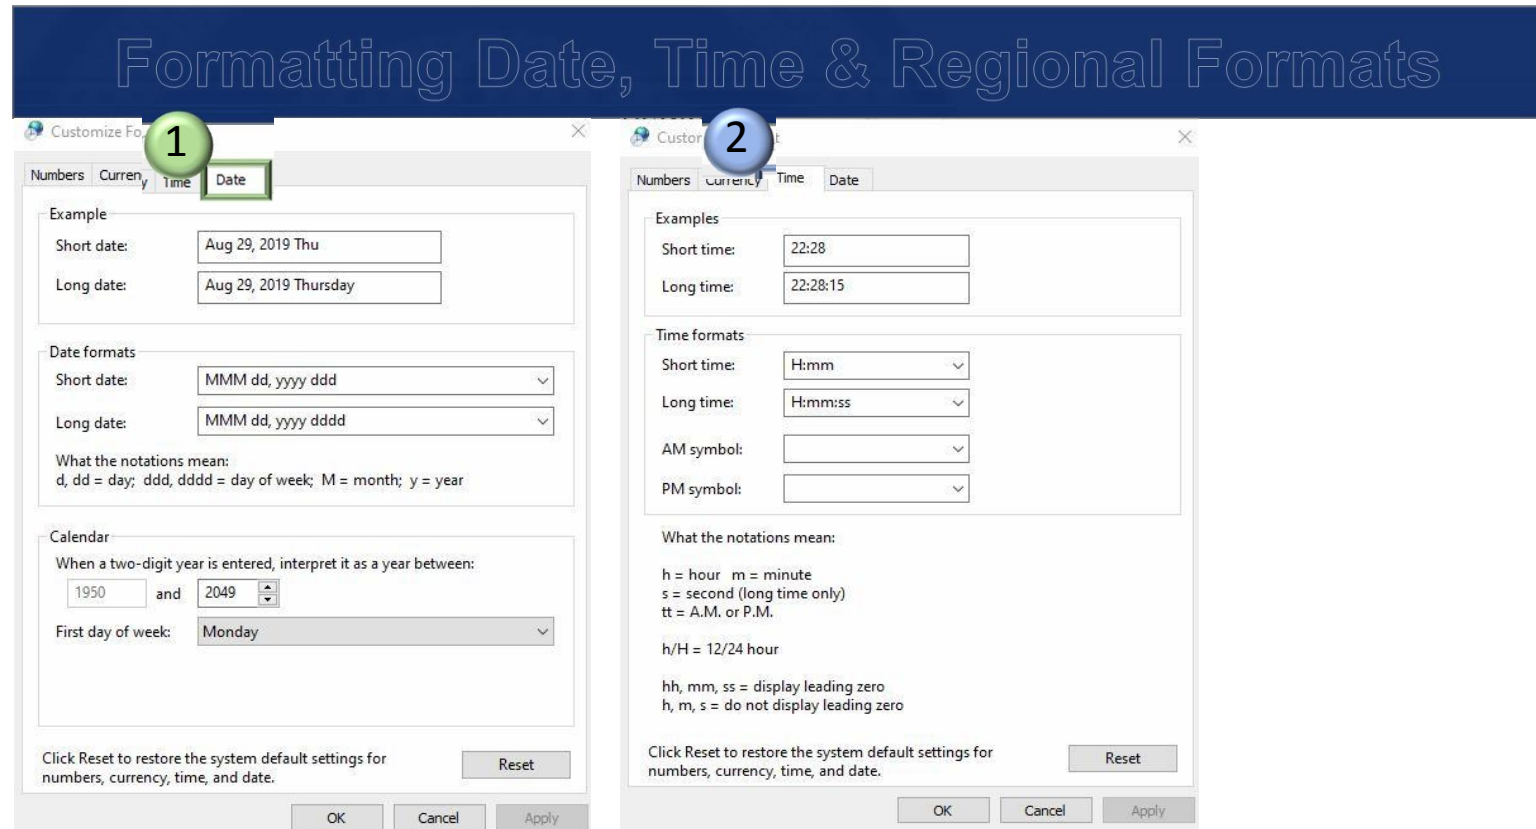 Formatting Date, Time & Regional Formats
Customize Fo
1
Numbers Curren y Time Date
Example
Short date: Aug 29, 2019 Thu
Long date: Aug 29, 2019 Thursday
Date formats
Short date: MMM dd, yyyy ddd
Long date: MMM dd, yyyy dddd
What the notations mean:
d, dd = day; ddd, dddd = day of week; M = month; y = year
Calendar
When a two-digit year is entered, interpret it as a year between:
1950 and 2049
First day of week: Monday
Click Reset to restore the system default settings for
numbers, currency, time, and date.
Reset
OK Cancel Apply
Custor t
2
Numbers Currency Time Date
Examples
Short time: 22:28
Long time: 22:28:15
Time formats
Short time: H:mm
Long time: H:mm:ss
AM symbol:
PM symbol:
What the notations mean:
h = hour m = minute
s = second (long time only)
tt = A.M. or P.M.
h/H = 12/24 hour
hh, mm, ss = display leading zero
h, m, s = do not display leading zero
Click Reset to restore the system default settings for
numbers, currency, time, and date.
Reset
OK Cancel Apply